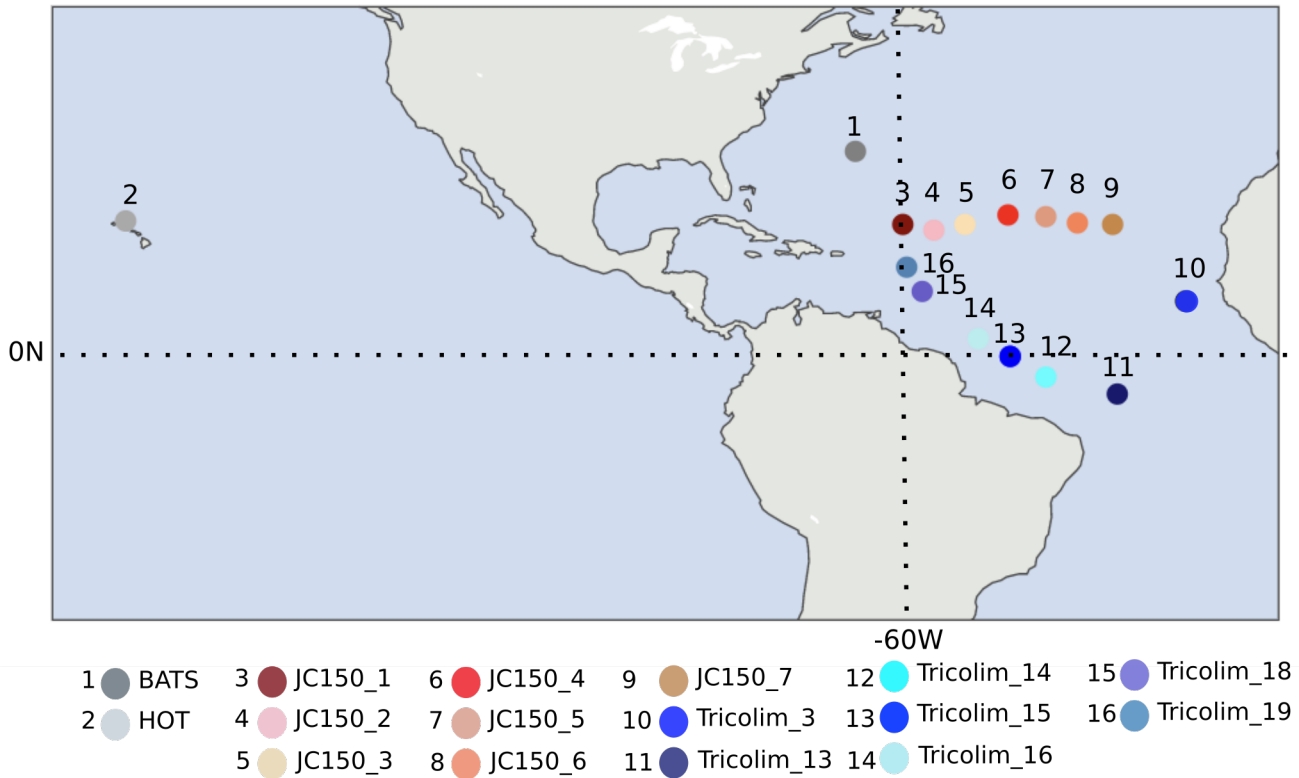 1
2
3 4 5 6 7 8 9
16
15
10
14
13
12
11
0N
-60W
1 BATS
2 HOT
3 JC150_1
4 JC150_2
5 JC150_3
6 JC150_4
7 JC150_5
8 JC150_6
9 JC150_7
10 Tricolim_3
11 Tricolim_13
12 Tricolim_14
13 Tricolim_15
14 Tricolim_16
15 Tricolim_18
16 Tricolim_19